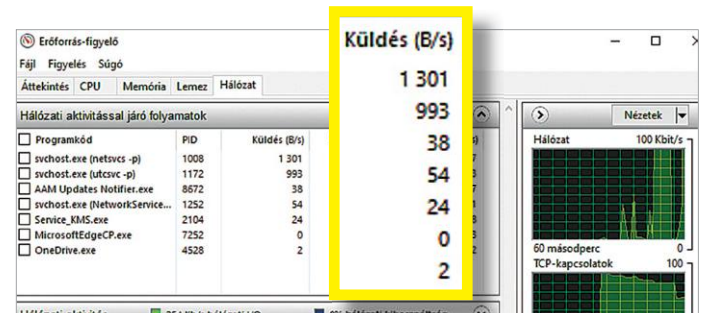 Erőforrás-figyelő
Fájl Figyelés Súgó
Áttekintés CPU Memória Lemez Hálózat
Hálózati aktivitással járó folyamatok
Programkód PID Küldés (B/s)
svchost.exe (netsvcs -p) 1008 1 301
svchost.exe (utcsvc -p) 1172 993
AAM Updates Notifier.exe 8672 38
svchost.exe (NetworkService... 1252 54
Service_KMS.exe 2104 24
MicrosoftEdgeCP.exe 7252 0
OneDrive.exe 4528 2
Küldés (B/s)
1 301
993
38
54
24
0
2
Nézetek
Hálózat 100 Kbit/s
60 másodperc 0
TCP-kapcsolatok 100